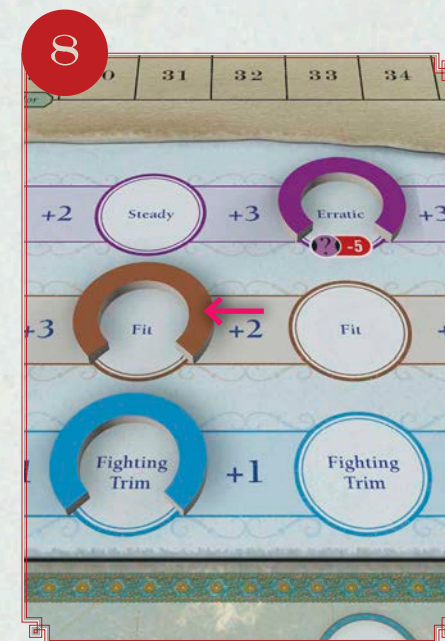 8
31 32 33 34
+2 Steady +3 Erratic +3
? -5
+3 Fit +2 Fit
Fighting Trim +1 Fighting Trim